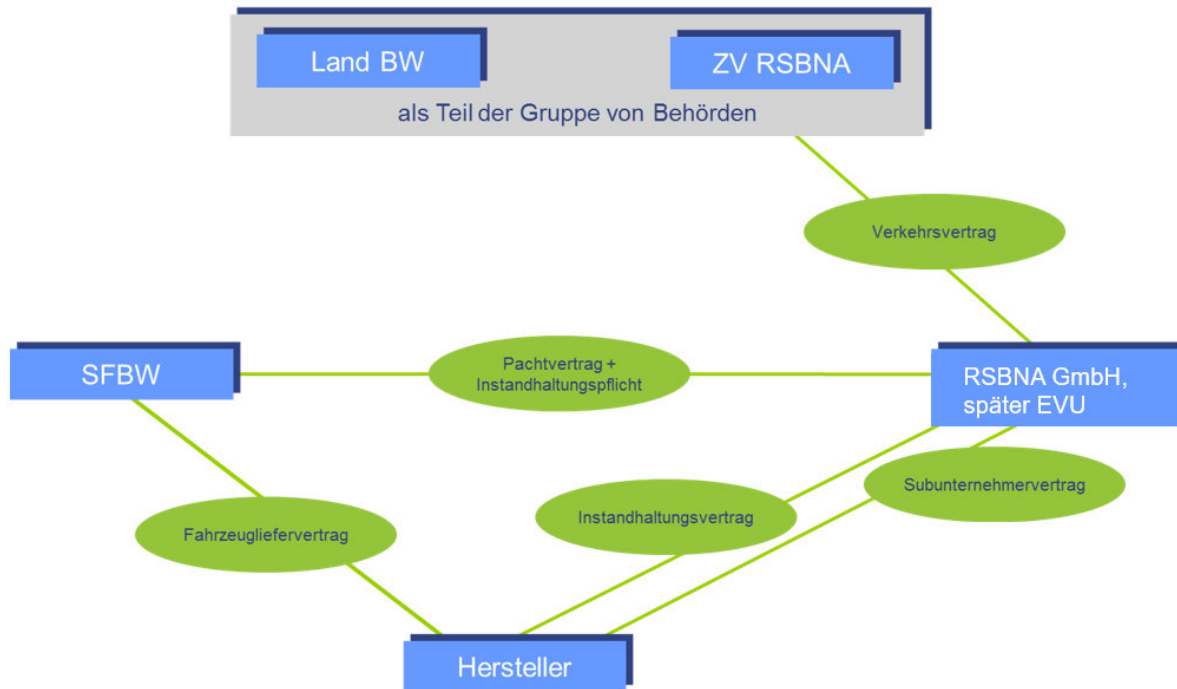 Land BW
ZV RSBNA
als Teil der Gruppe von Behörden
Verkehrsvertrag
SFBW
Pachtvertrag +
Instandhaltungspflicht
RSBNA GmbH,
später EVU
Subunternehmervertrag
Instandhaltungsvertrag
Fahrzeugliefervertrag
Hersteller